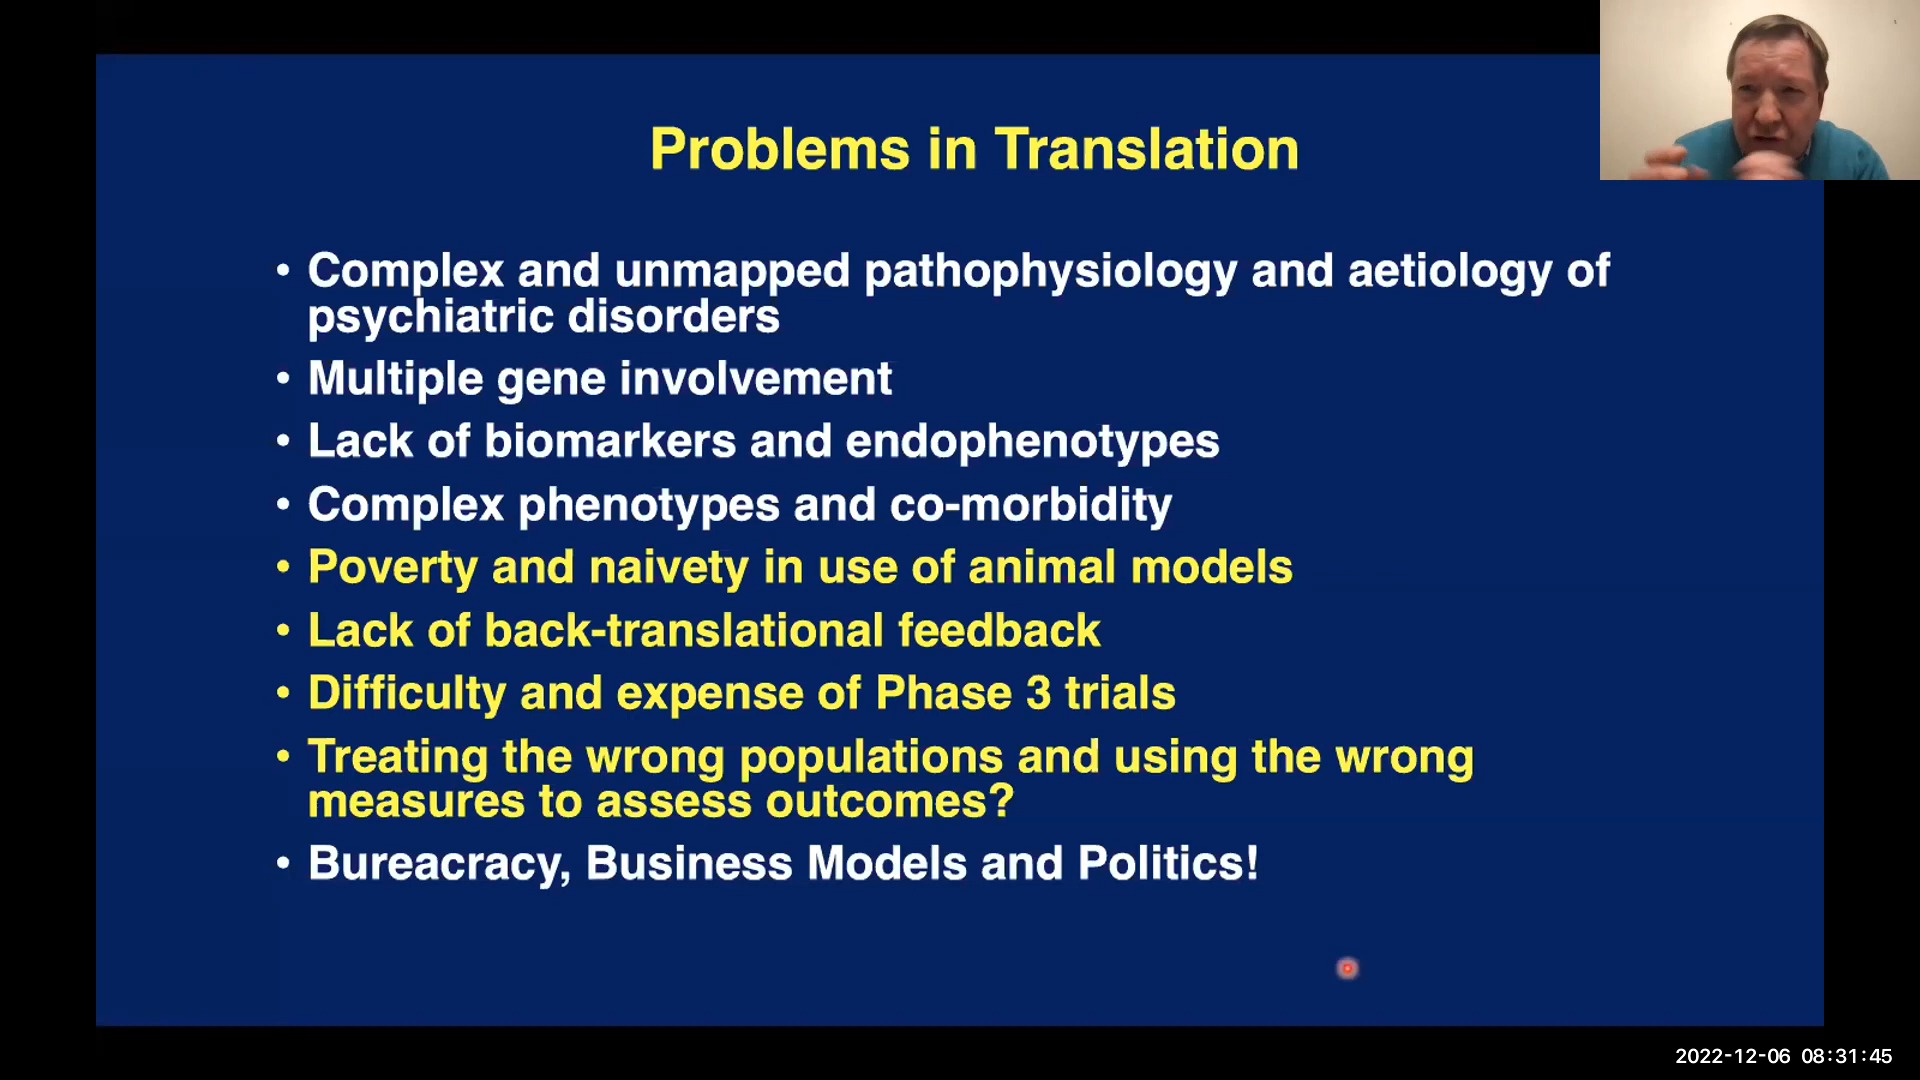 Problems in Translation
• Complex and unmapped pathophysiology and aetiology of
psychiatric disorders
• Multiple gene involvement
• Lack of biomarkers and endophenotypes
• Complex phenotypes and co-morbidity
• Poverty and naivety in use of animal models
• Lack of back-translational feedback
• Difficulty and expense of Phase 3 trials
• Treating the wrong populations and using the wrong
measures to assess outcomes?
• Bureacracy, Business Models and Politics!
2022-12-06 08:31:45